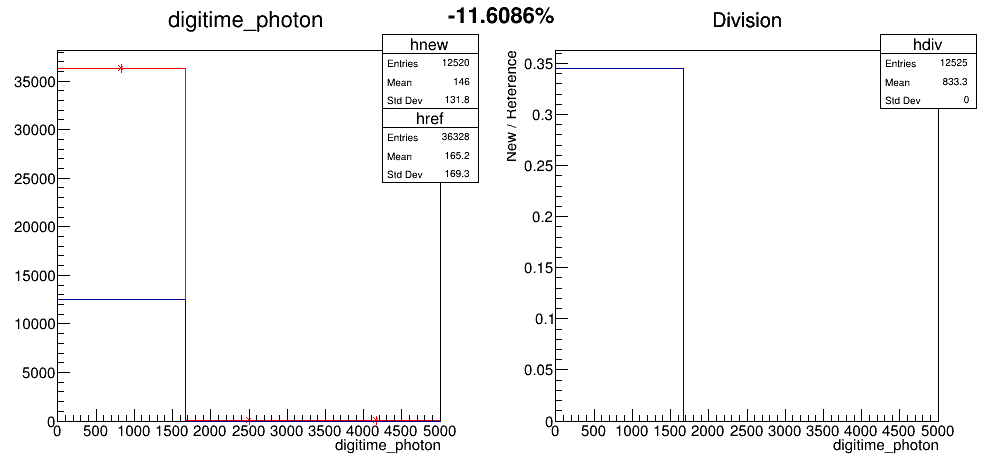 -11.6086%
digitime_photon
hnew
Entries 12520
Mean 146
Std Dev 131.8
href
Entries 36328
Mean 165.2
Std Dev 169.3
35000
30000
25000
20000
15000
10000
5000
0
0 500 1000 1500 2000 2500 3000 3500 4000 4500 5000
digitime_photon
Division
hdiv
Entries 12525
Mean 833.3
Std Dev 0
New / Reference
0.35
0.3
0.25
0.2
0.15
0.1
0.05
0
0 500 1000 1500 2000 2500 3000 3500 4000 4500 5000
digitime_photon